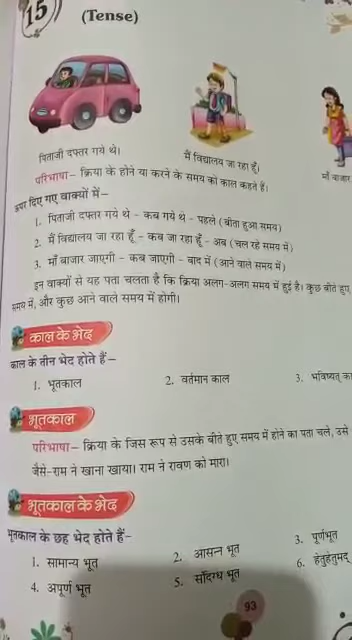 15
(Tense)
पिताजी दफ्तर गये थे।
मैं विद्यालय जा रहा हूँ।
माँ बाजार
परिभाषा– क्रिया के होने या करने के समय को काल कहते हैं।
ऊपर दिए गए वाक्यों में–
1. पिताजी दफ्तर गये थे - कब गये थे - पहले (बीता हुआ समय)
2. मैं विद्यालय जा रहा हूँ - कब जा रहा हूँ - अब (चल रहे समय में)
3. माँ बाजार जाएगी - कब जाएगी - बाद में (आने वाले समय में)
इन वाक्यों से यह पता चलता है कि क्रिया अलग-अलग समय में हुई है। कुछ बीते हुए
समय में, और कुछ आने वाले समय में होगी।
काल के भेद
काल के तीन भेद होते हैं–
1. भूतकाल 2. वर्तमान काल 3. भविष्यत् का
भूतकाल
परिभाषा– क्रिया के जिस रूप से उसके बीते हुए समय में होने का पता चले, उसे
जैसे-राम ने खाना खाया। राम ने रावण को मारा।
भूतकाल के भेद
भूतकाल के छह भेद होते हैं–
1. सामान्य भूत 2. आसन्न भूत 3. पूर्णभूत
4. अपूर्ण भूत 5. संदिग्ध भूत 6. हेतुहेतुमद्
93